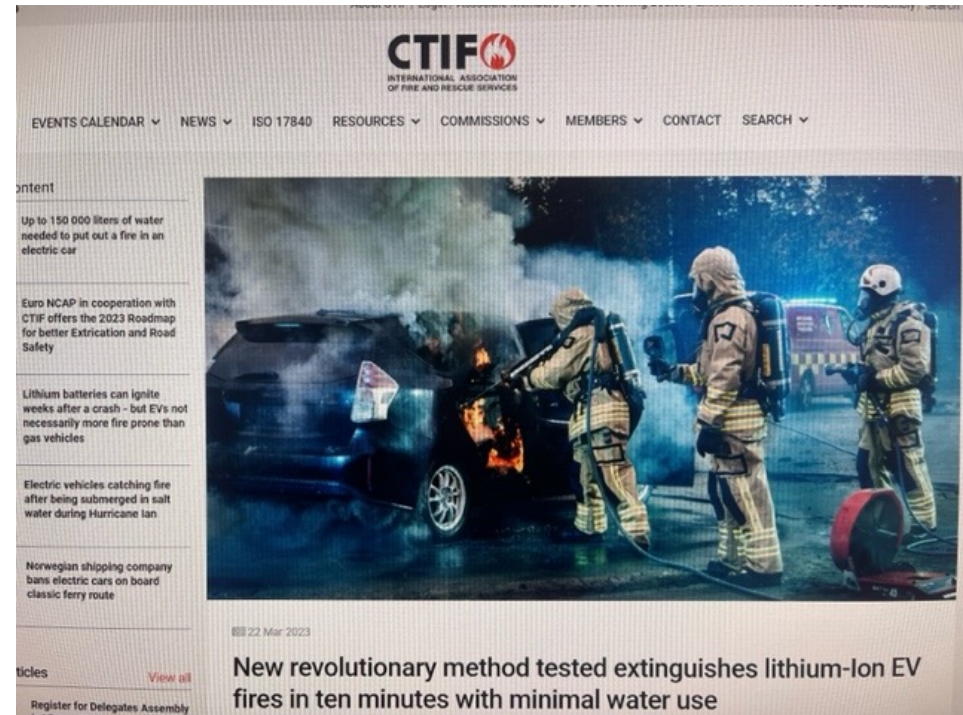 CTIF
INTERNATIONAL ASSOCIATION
OF FIRE AND RESCUE SERVICES
EVENTS CALENDAR NEWS ISO 17840 RESOURCES COMMISSIONS MEMBERS CONTACT SEARCH
ontent
Up to 150 000 liters of water
needed to put out a fire in an
electric car
Euro NCAP in cooperation with
CTIF offers the 2023 Roadmap
for better Extrication and Road
Safety
Lithium batteries can ignite
weeks after a crash - but EVs not
necessarily more fire prone than
gas vehicles
Electric vehicles catching fire
after being submerged in salt
water during Hurricane Ian
Norwegian shipping company
bans electric cars on board
classic ferry route
22 Mar 2023
New revolutionary method tested extinguishes lithium-Ion EV
fires in ten minutes with minimal water use
ticles
View all
Register for Delegates Assembly